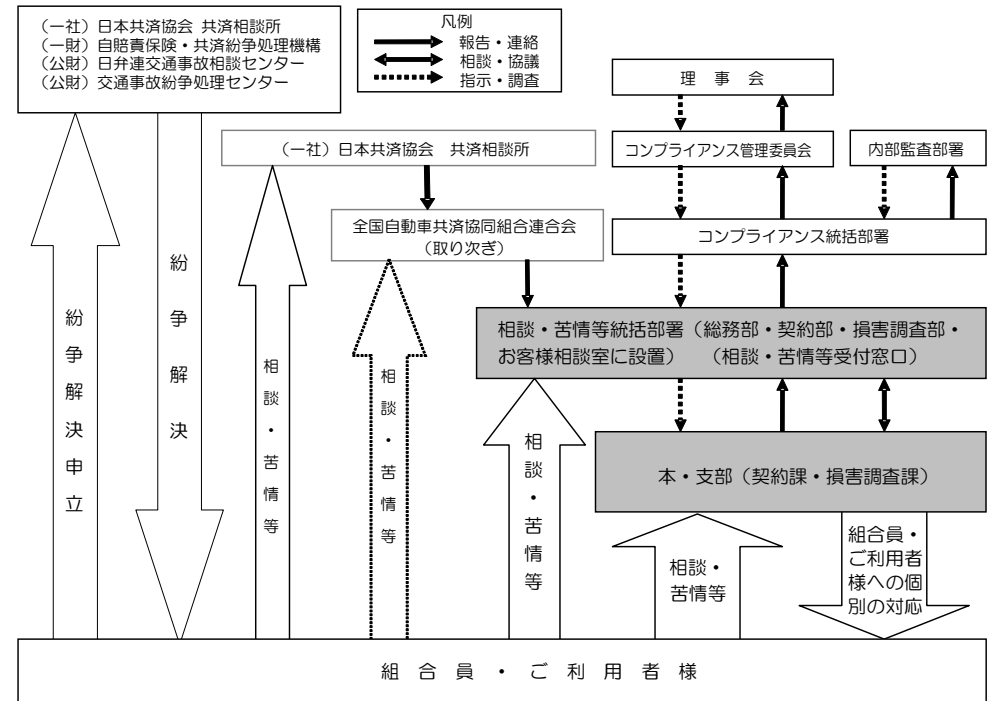 （一社）日本共済協会 共済相談所
（一財）自賠責保険・共済紛争処理機構
（公財）日弁連交通事故相談センター
（公財）交通事故紛争処理センター
凡例
報告・連絡
相談・協議
指示・調査
理　事　会
（一社）日本共済協会　共済相談所
コンプライアンス管理委員会
内部監査部署
全国自動車共済協同組合連合会
（取り次ぎ）
コンプライアンス統括部署
相談・苦情等統括部署（総務部・契約部・損害調査部・
お客様相談室に設置）　（相談・苦情等受付窓口）
本・支部（契約課・損害調査課）
紛争解決申立
紛争解決
相談・苦情等
相談・苦情等
相談・苦情等
相談・
苦情等
組合員・
ご利用者
様への個
別の対応
組　合　員　・　ご　利　用　者　様